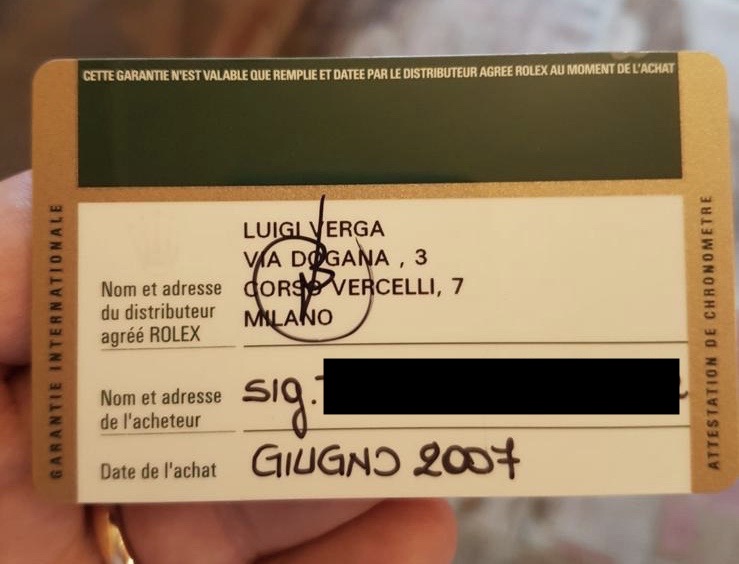 CETTE GARANTIE N'EST VALABLE QUE REMPLIE ET DATEE PAR LE DISTRIBUTEUR AGREE ROLEX AU MOMENT DE L'ACHAT
GARANTIE INTERNATIONALE
Nom et adresse
du distributeur
agréé ROLEX
LUIGI VERGA
VIA DOGANA , 3
CORSO VERCELLI, 7
MILANO
Nom et adresse
de l'acheteur
sig.
Date de l'achat
GIUGNO 2007
ATTESTATION DE CHRONOMETRE